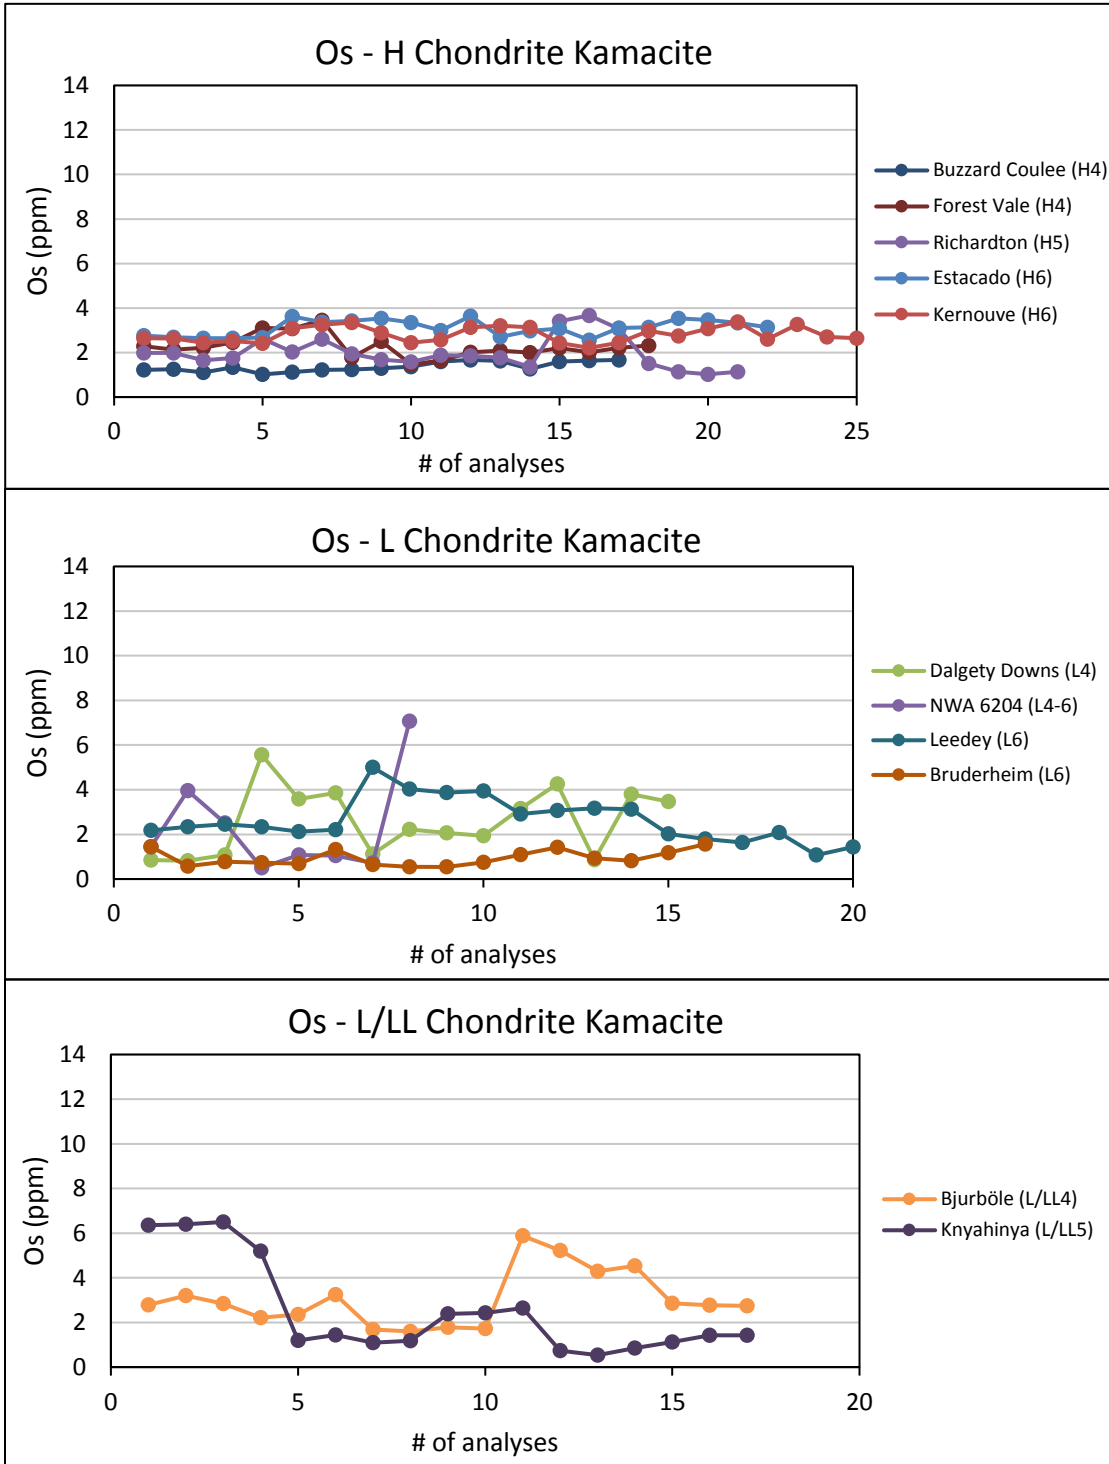 Os - H Chondrite Kamacite
14
12
10
8
6
4
2
0
Os (ppm)
0 5 10 15 20 25
# of analyses
Buzzard Coulee (H4)
Forest Vale (H4)
Richardton (H5)
Estacado (H6)
Kernouve (H6)
Os - L Chondrite Kamacite
14
12
10
8
6
4
2
0
Os (ppm)
0 5 10 15 20
# of analyses
Dalgety Downs (L4)
NWA 6204 (L4-6)
Leedey (L6)
Bruderheim (L6)
Os - L/LL Chondrite Kamacite
14
12
10
8
6
4
2
0
Os (ppm)
0 5 10 15 20
# of analyses
Bjurböle (L/LL4)
Knyahinya (L/LL5)